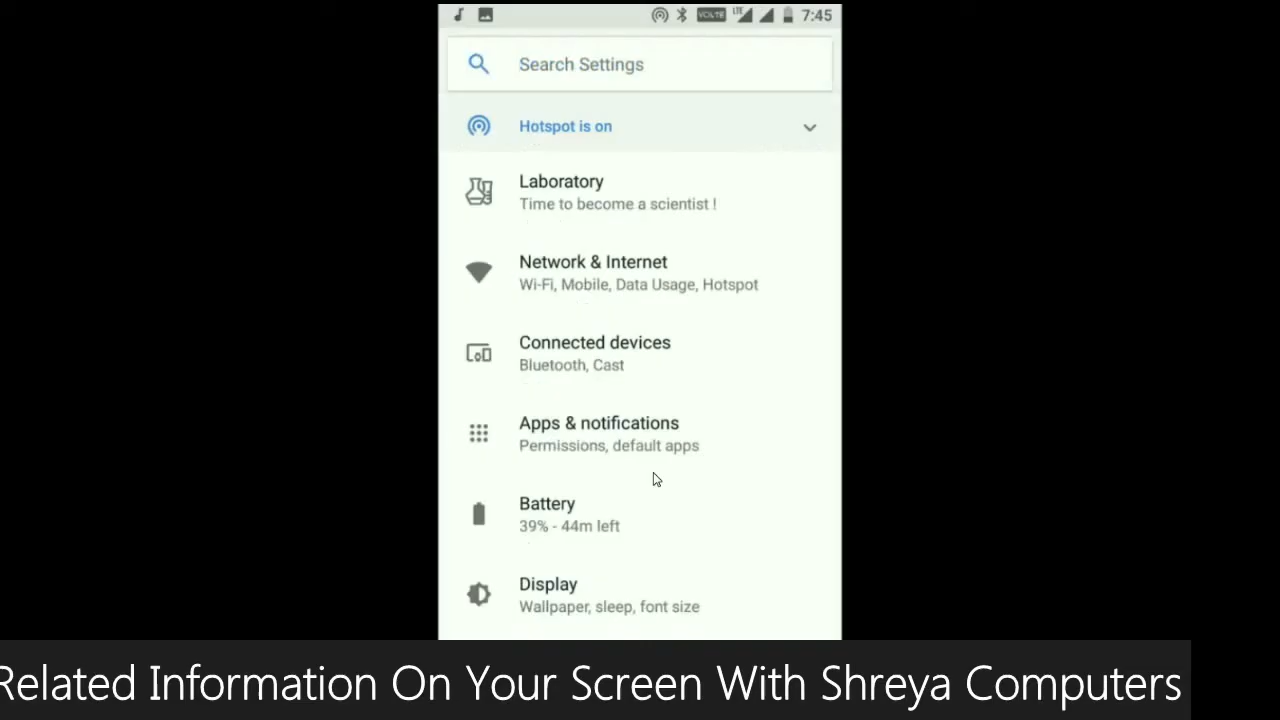 VOLTE LTE 7:45
Search Settings
Hotspot is on
Laboratory
Time to become a scientist !
Network & Internet
Wi-Fi, Mobile, Data Usage, Hotspot
Connected devices
Bluetooth, Cast
Apps & notifications
Permissions, default apps
Battery
39% - 44m left
Display
Wallpaper, sleep, font size
Related Information On Your Screen With Shreya Computers